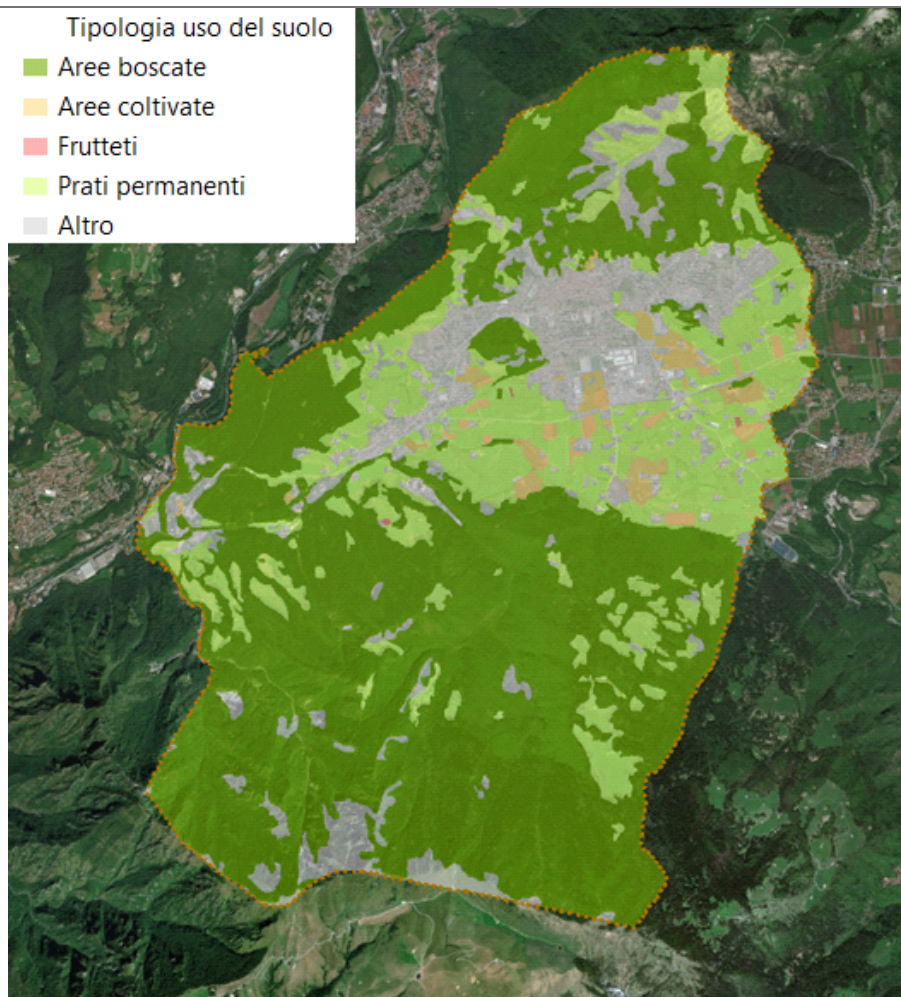 Tipologia uso del suolo
Aree boscate
Aree coltivate
Frutteti
Prati permanenti
Altro